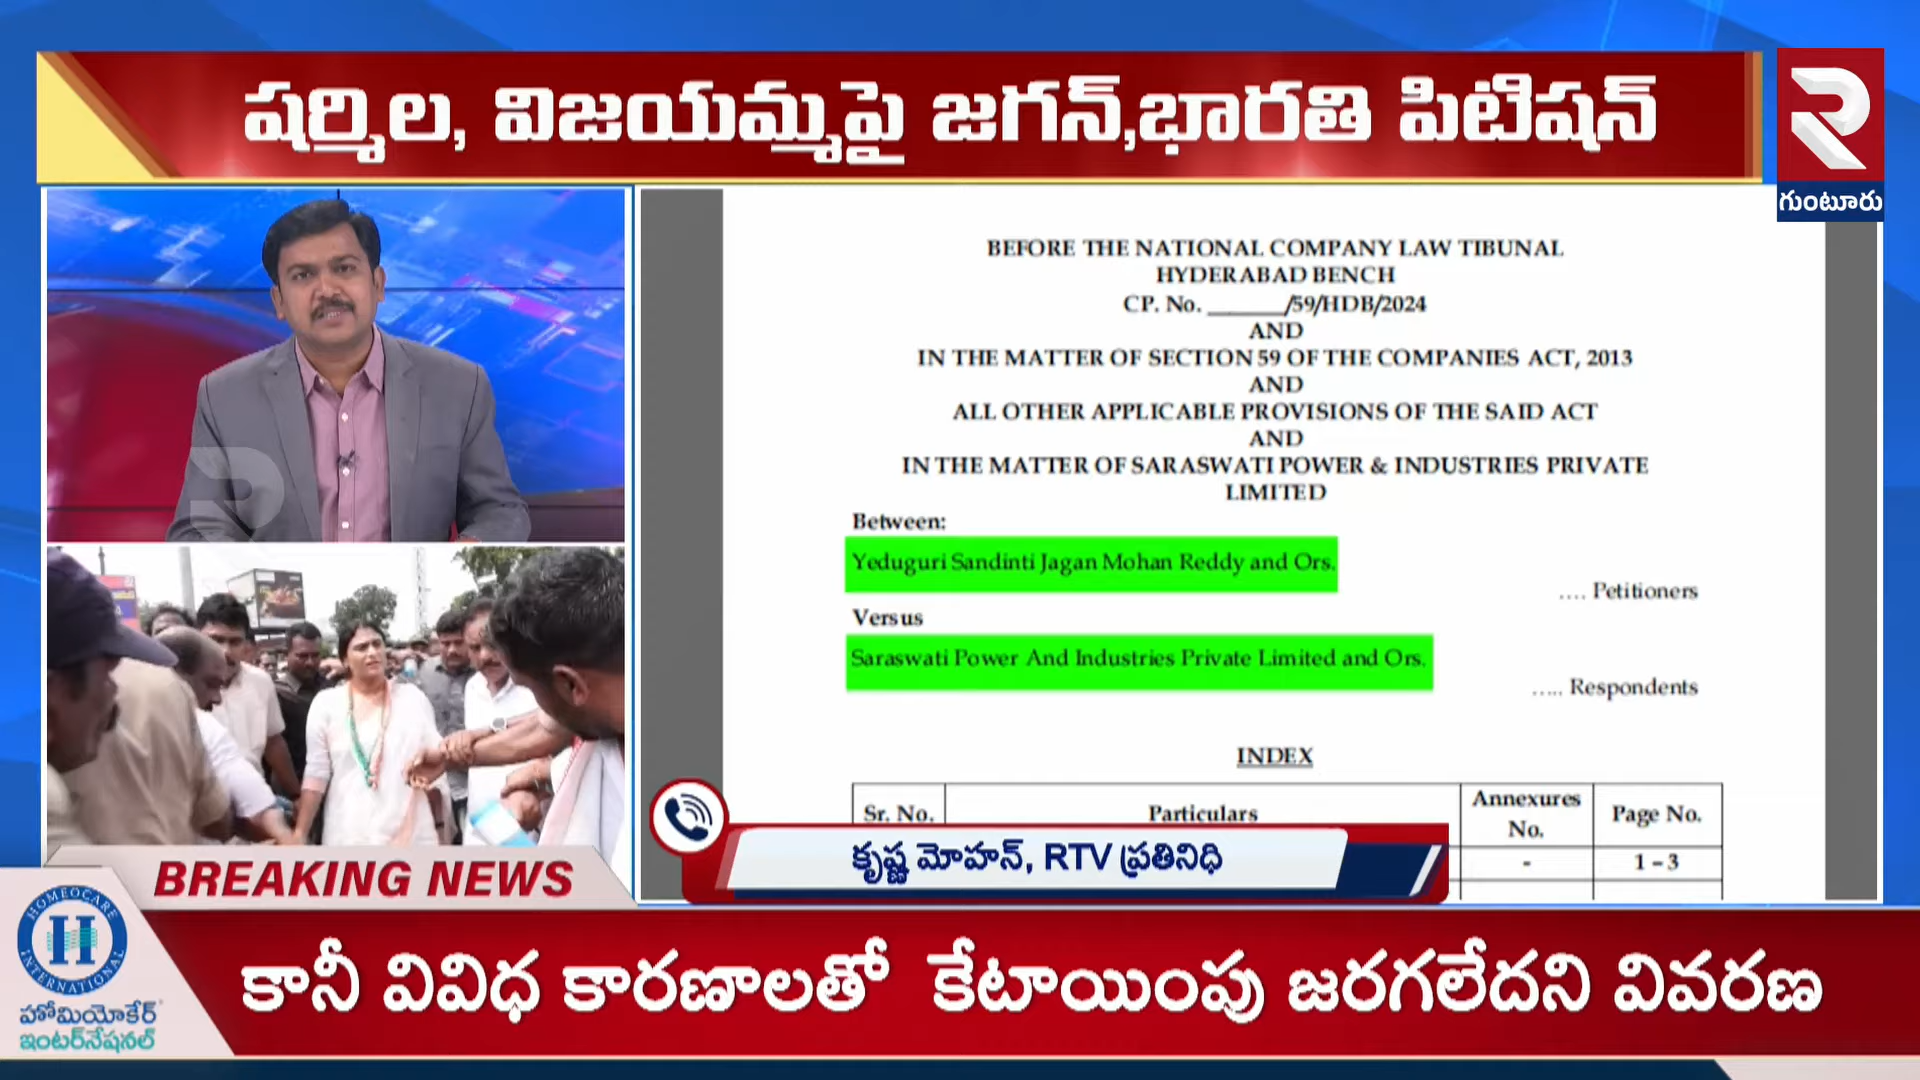 షర్మిల, విజయమ్మపై జగన్,భారతి పిటిషన్
R
గుంటూరు
BEFORE THE NATIONAL COMPANY LAW TIBUNAL
HYDERABAD BENCH
CP. No. _______/59/HDB/2024
AND
IN THE MATTER OF SECTION 59 OF THE COMPANIES ACT, 2013
AND
ALL OTHER APPLICABLE PROVISIONS OF THE SAID ACT
AND
IN THE MATTER OF SARASWATI POWER & INDUSTRIES PRIVATE
LIMITED
Between:
Yeduguri Sandinti Jagan Mohan Reddy and Ors.
.... Petitioners
Versus
Saraswati Power And Industries Private Limited and Ors.
..... Respondents
INDEX
Sr. No. Particulars Annexures No. Page No.
- 1 – 3
కృష్ణ మోహన్, RTV ప్రతినిధి
BREAKING NEWS
HOMEOCARE
H
INTERNATIONAL
హోమియోకేర్
ఇంటర్‌నేషనల్
కానీ వివిధ కారణాలతో కేటాయింపు జరగలేదని వివరణ